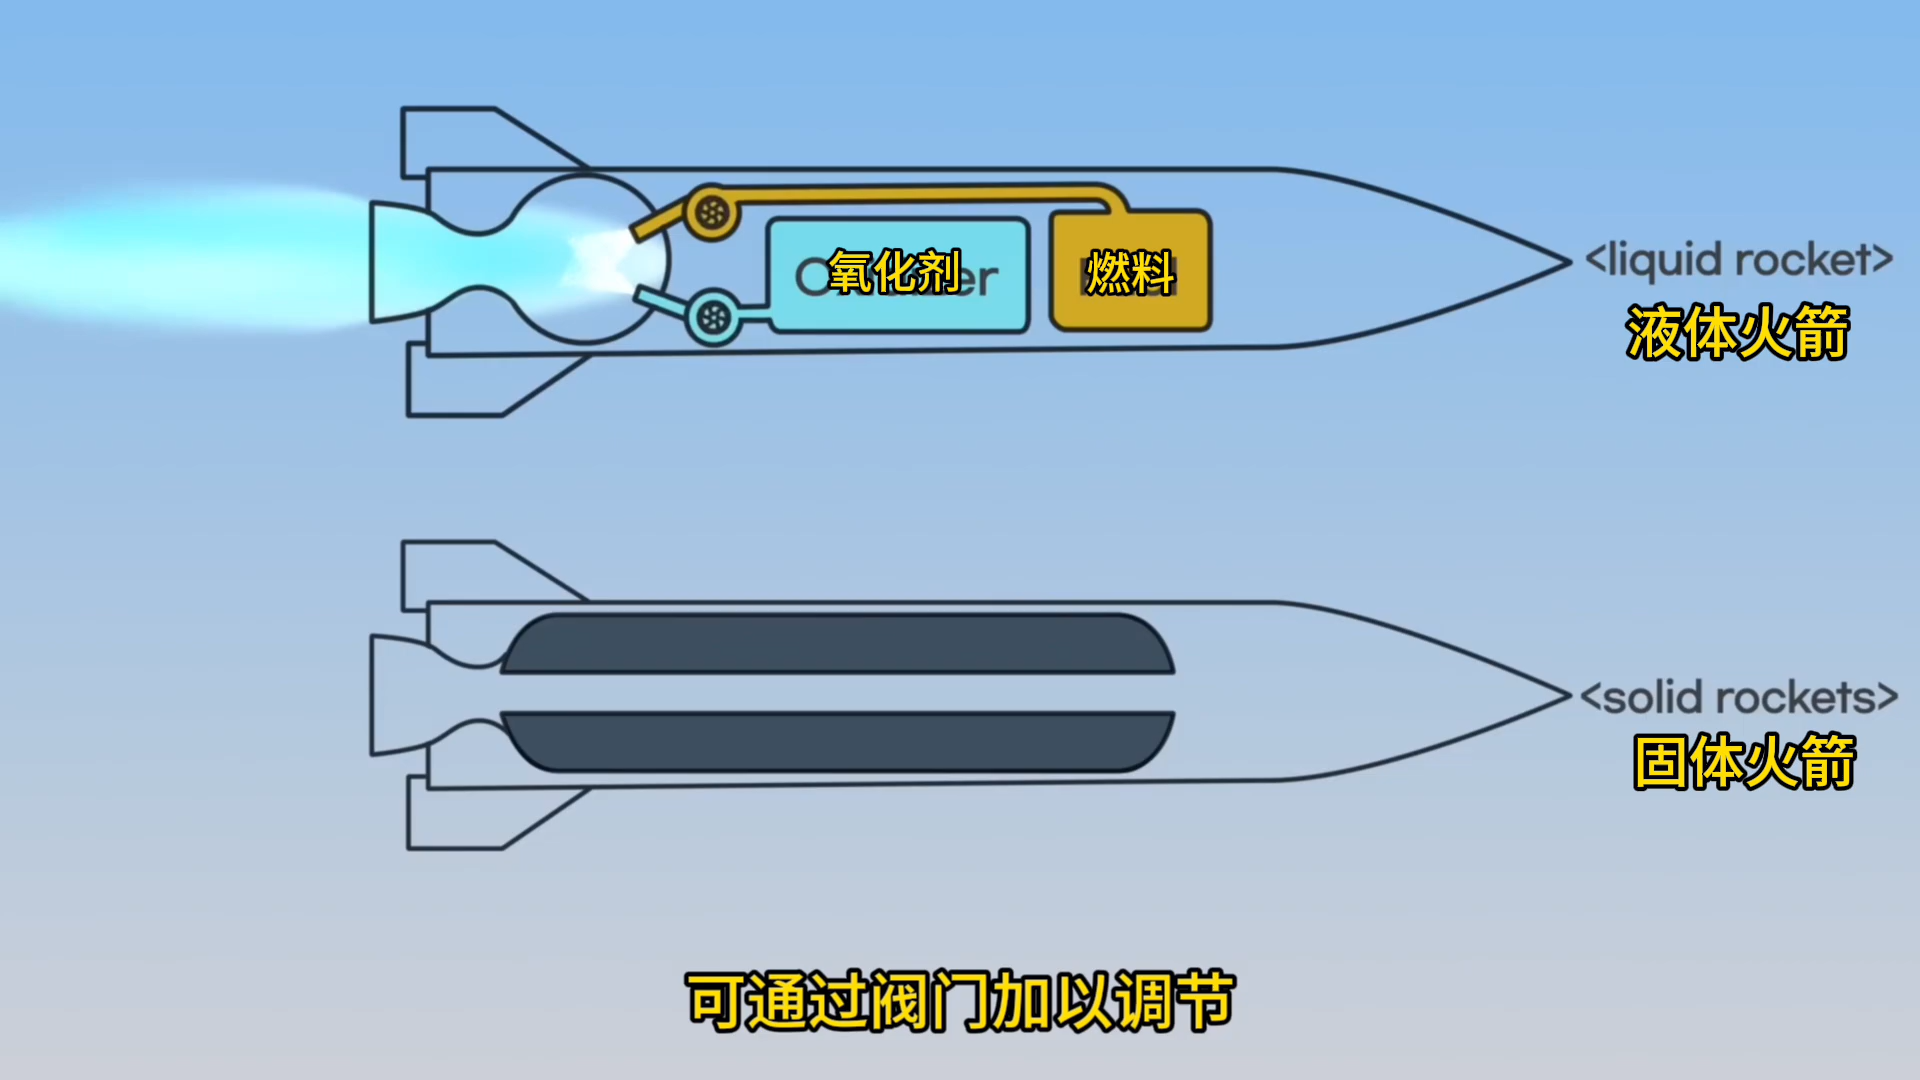 氧化剂
燃料
<liquid rocket>
液体火箭
<solid rockets>
固体火箭
可通过阀门加以调节